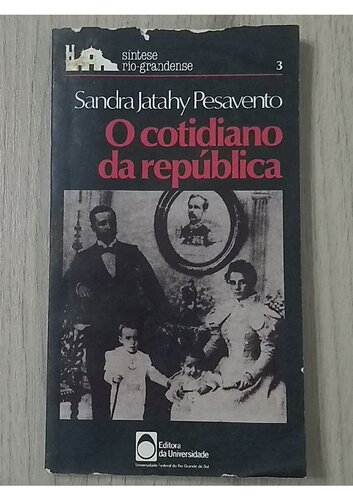 síntese
rio-grandense
3
Sandra Jatahy Pesavento
O cotidiano
da república
Editora
da Universidade
Universidade Federal do Rio Grande do Sul